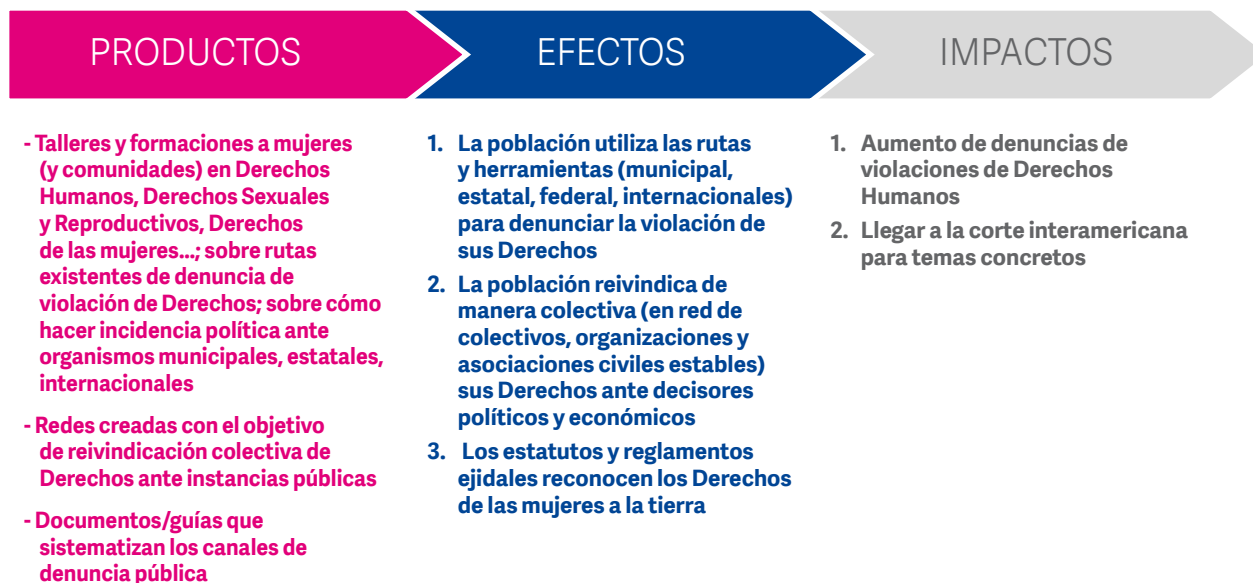 PRODUCTOS
EFECTOS
IMPACTOS
- Talleres y formaciones a mujeres
(y comunidades) en Derechos
Humanos, Derechos Sexuales
y Reproductivos, Derechos
de las mujeres...; sobre rutas
existentes de denuncia de
violación de Derechos; sobre cómo
hacer incidencia política ante
organismos municipales, estatales,
internacionales
- Redes creadas con el objetivo
de reivindicación colectiva de
Derechos ante instancias públicas
- Documentos/guías que
sistematizan los canales de
denuncia pública
1. La población utiliza las rutas
y herramientas (municipal,
estatal, federal, internacionales)
para denunciar la violación de
sus Derechos
2. La población reivindica de
manera colectiva (en red de
colectivos, organizaciones y
asociaciones civiles estables)
sus Derechos ante decisores
políticos y económicos
3. Los estatutos y reglamentos
ejidales reconocen los Derechos
de las mujeres a la tierra
1. Aumento de denuncias de
violaciones de Derechos
Humanos
2. Llegar a la corte interamericana
para temas concretos